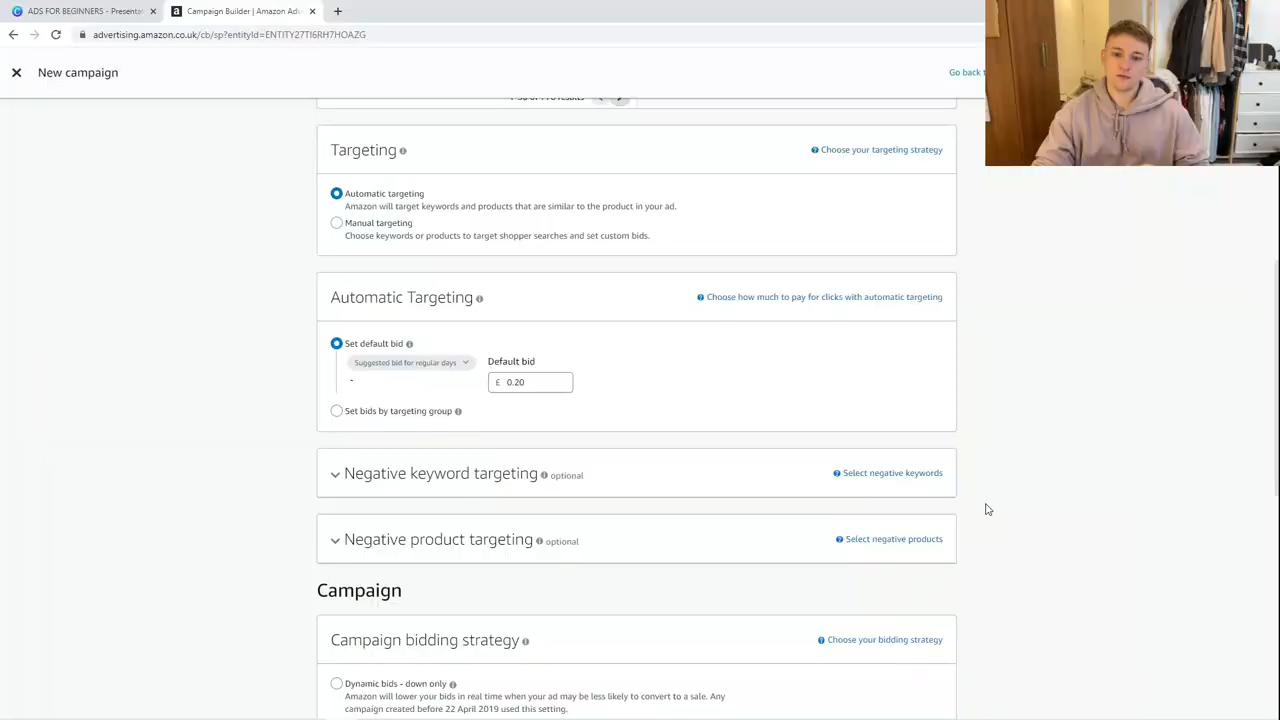 ADS FOR BEGINNERS - Presentat
Campaign Builder | Amazon Adv
advertising.amazon.co.uk/cb/sp?entityId=ENTITY27TI6RH7HOAZG
New campaign
Go back t
results
Targeting
Choose your targeting strategy
Automatic targeting
Amazon will target keywords and products that are similar to the product in your ad.
Manual targeting
Choose keywords or products to target shopper searches and set custom bids.
Automatic Targeting
Choose how much to pay for clicks with automatic targeting
Set default bid
Suggested bid for regular days
Default bid
-
£ 0.20
Set bids by targeting group
Negative keyword targeting optional
Select negative keywords
Negative product targeting optional
Select negative products
Campaign
Campaign bidding strategy
Choose your bidding strategy
Dynamic bids - down only
Amazon will lower your bids in real time when your ad may be less likely to convert to a sale. Any
campaign created before 22 April 2019 used this setting.